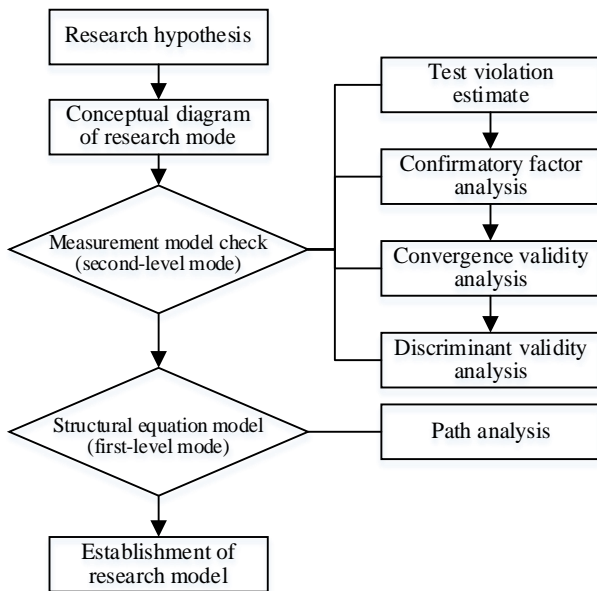 Research hypothesis
Conceptual diagram
of research mode
Measurement model check
(second-level mode)
Structural equation model
(first-level mode)
Establishment of
research model
Test violation
estimate
Confirmatory factor
analysis
Convergence validity
analysis
Discriminant validity
analysis
Path analysis